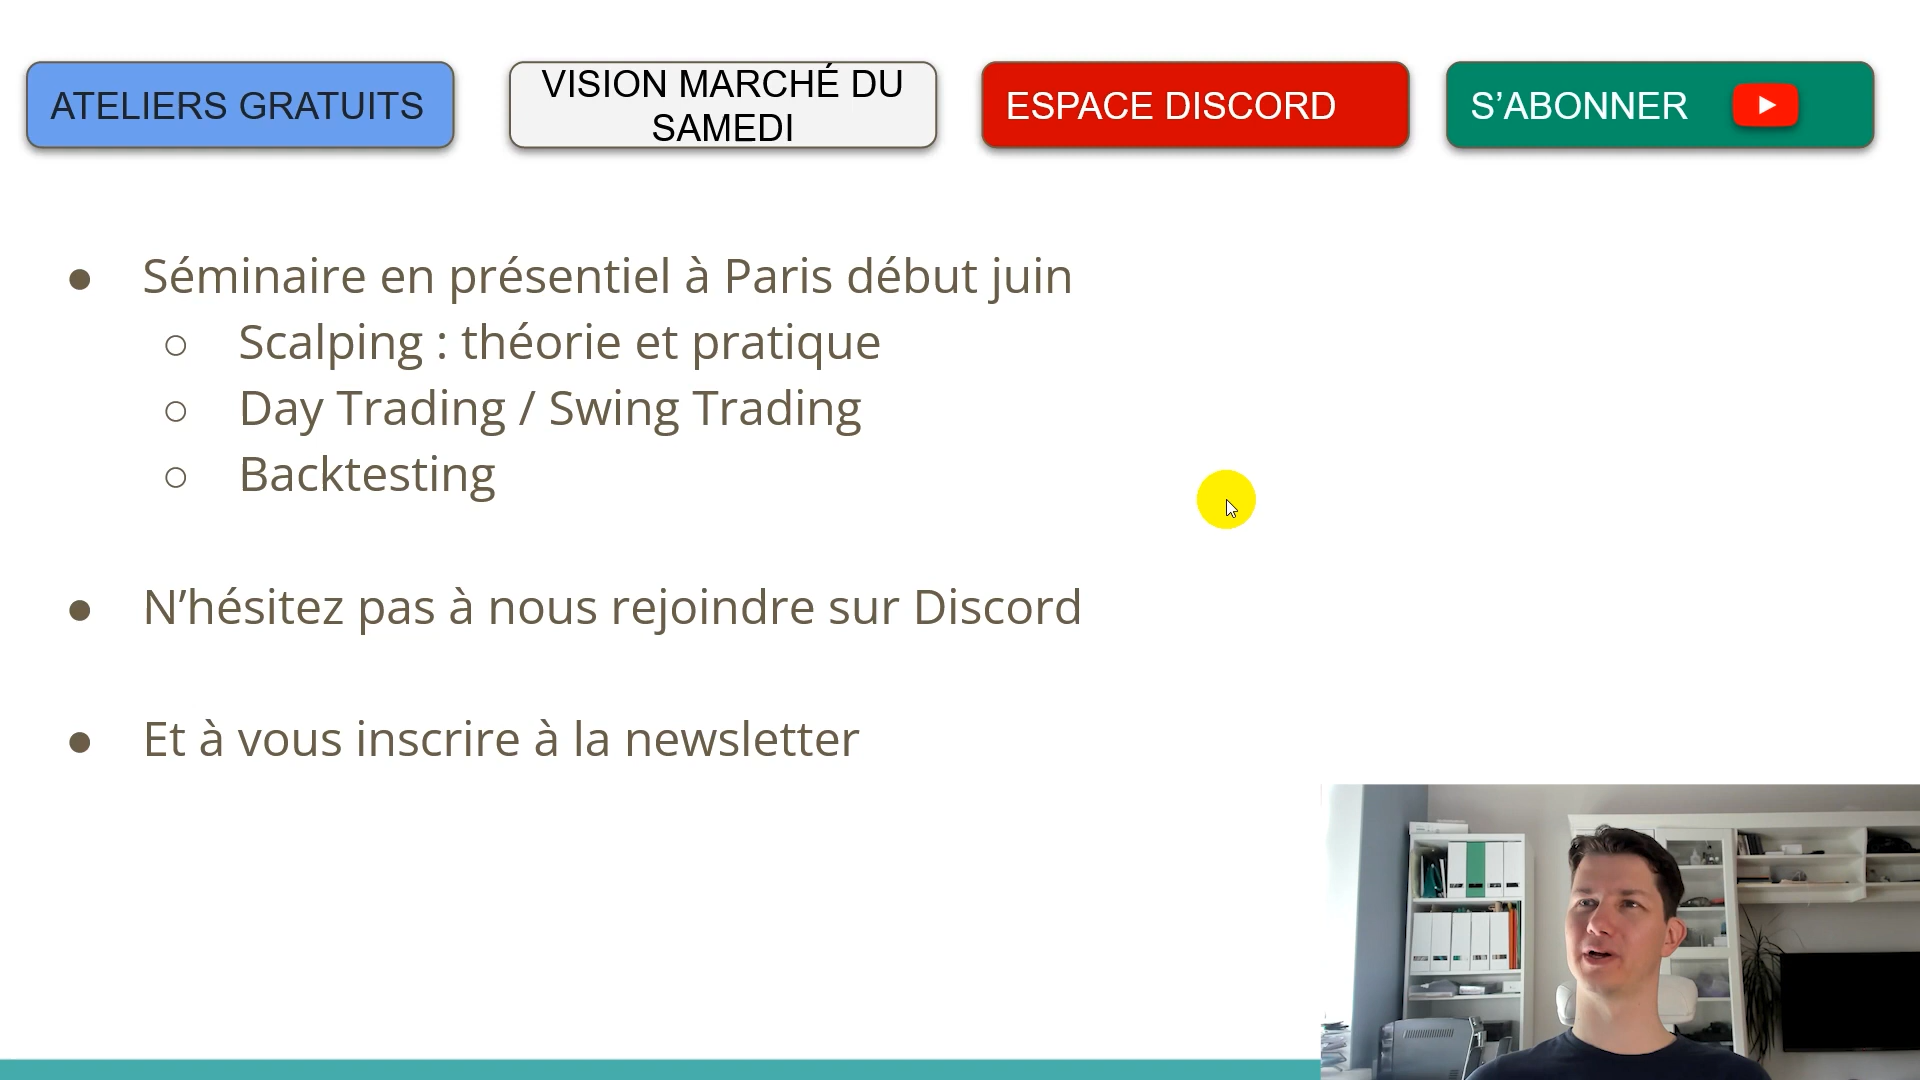 ATELIERS GRATUITS
VISION MARCHÉ DU
SAMEDI
ESPACE DISCORD
S’ABONNER
● Séminaire en présentiel à Paris début juin
○ Scalping : théorie et pratique
○ Day Trading / Swing Trading
○ Backtesting
● N’hésitez pas à nous rejoindre sur Discord
● Et à vous inscrire à la newsletter